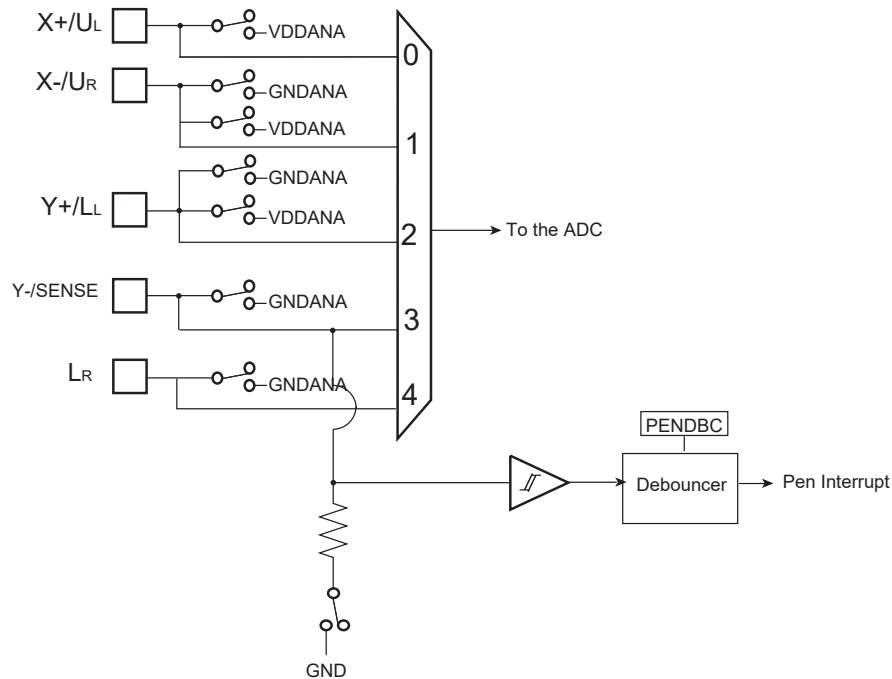 X+/UL
VDDANA
0
X-/UR
GNDANA
VDDANA
1
GNDANA
Y+/LL
VDDANA
2
To the ADC
Y-/SENSE
GNDANA
3
LR
GNDANA
4
PENDBC
Debouncer
Pen Interrupt
GND